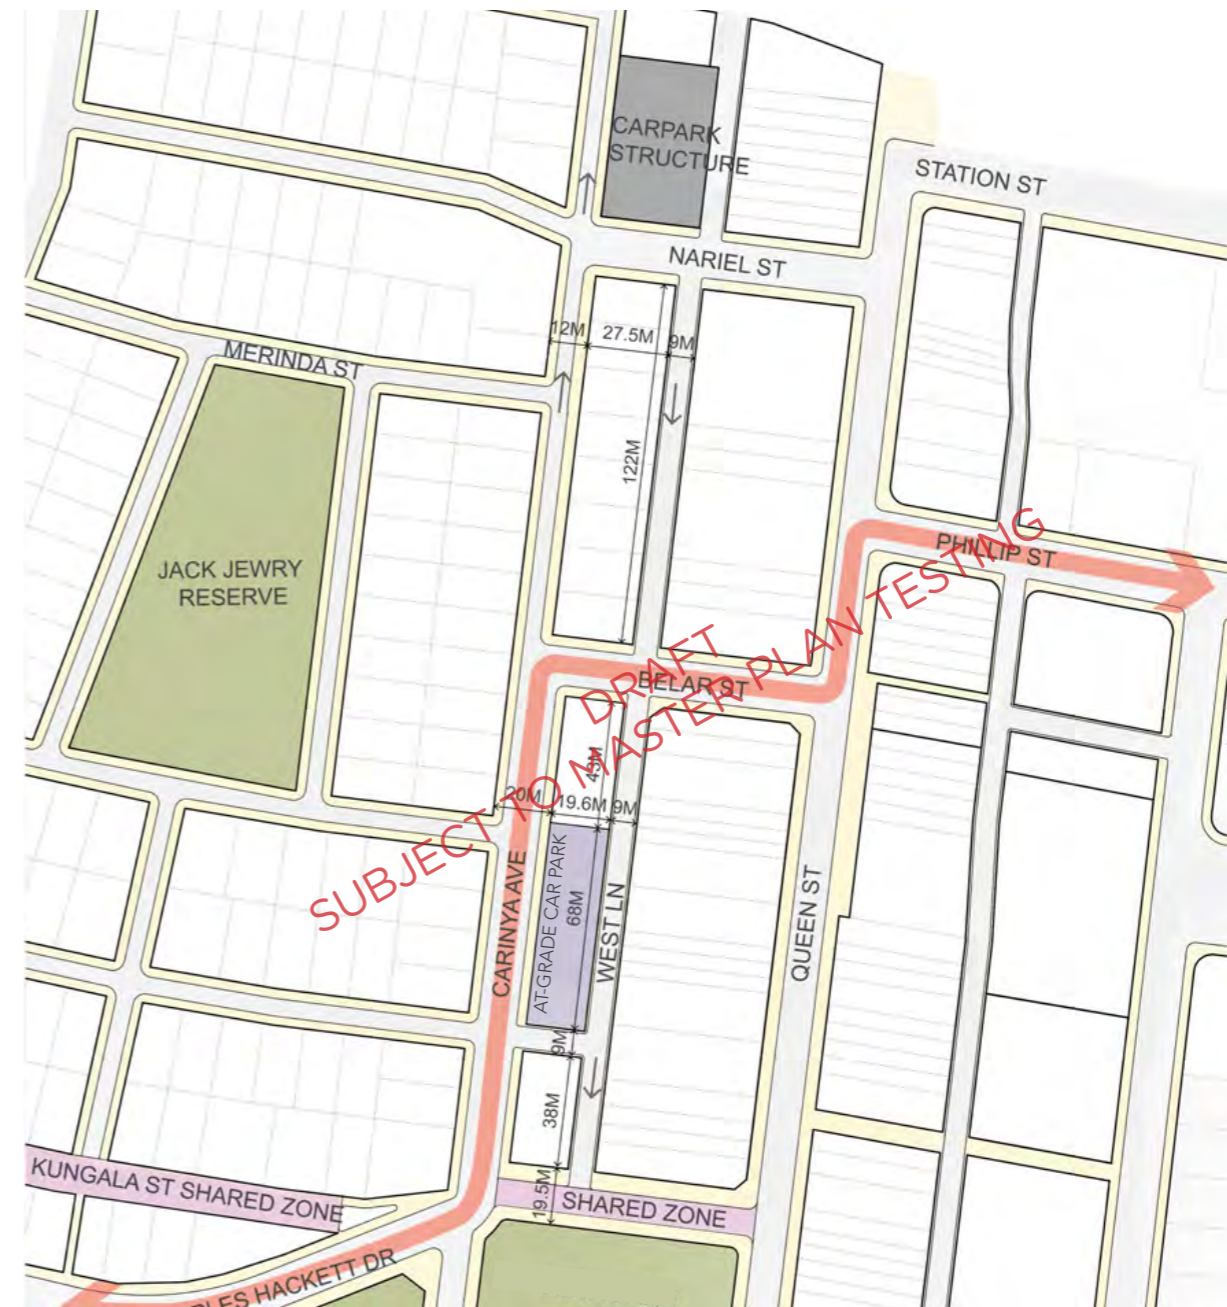 CARPARK
STRUCTURE
STATION ST
NARIEL ST
12M
27.5M
9M
MERINDA ST
122M
JACK JEWRY
RESERVE
PHILLIP ST
DRAFT
SUBJECT TO MASTER PLAN TESTING
BELAR ST
43M
20M
19.6M
9M
CARINYA AVE
AT-GRADE CAR PARK
68M
WEST LN
QUEEN ST
9M
38M
KUNGALA ST SHARED ZONE
19.5M
SHARED ZONE
HACKETT DR